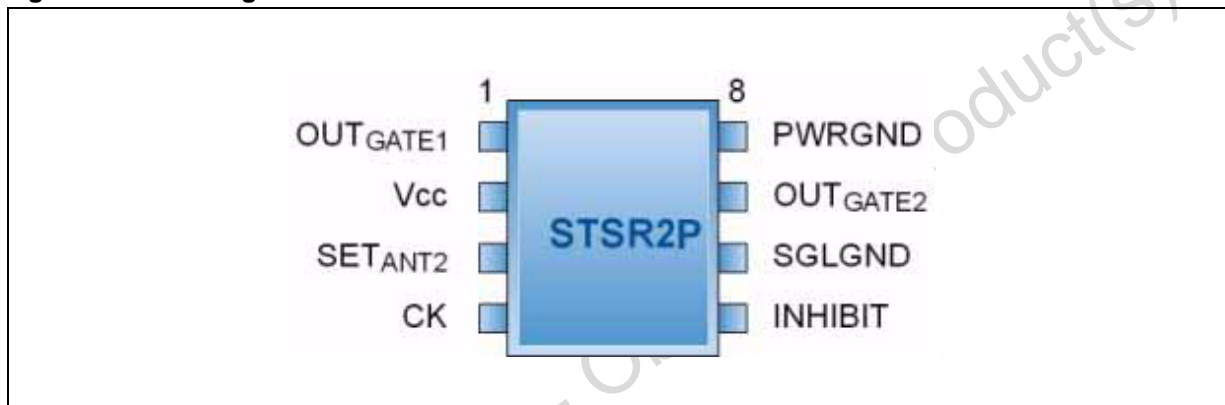 1 8
OUTGATE1 PWRGND
Vcc OUTGATE2
STSR2P
SETANT2 SGLGND
CK INHIBIT